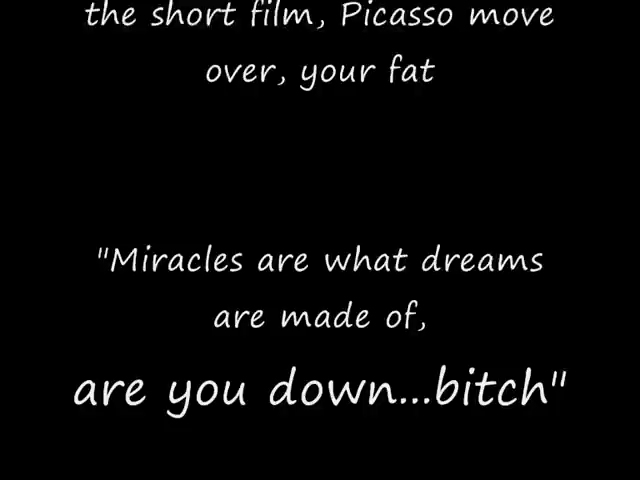 the short film, Picasso move
over, your fat
"Miracles are what dreams
are made of,
are you down...bitch"